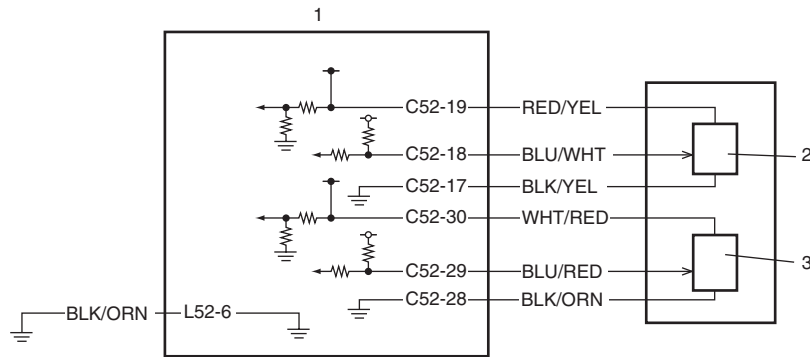 1
C52-19 RED/YEL
C52-18 BLU/WHT 2
C52-17 BLK/YEL
C52-30 WHT/RED
C52-29 BLU/RED 3
C52-28 BLK/ORN
BLK/ORN L52-6